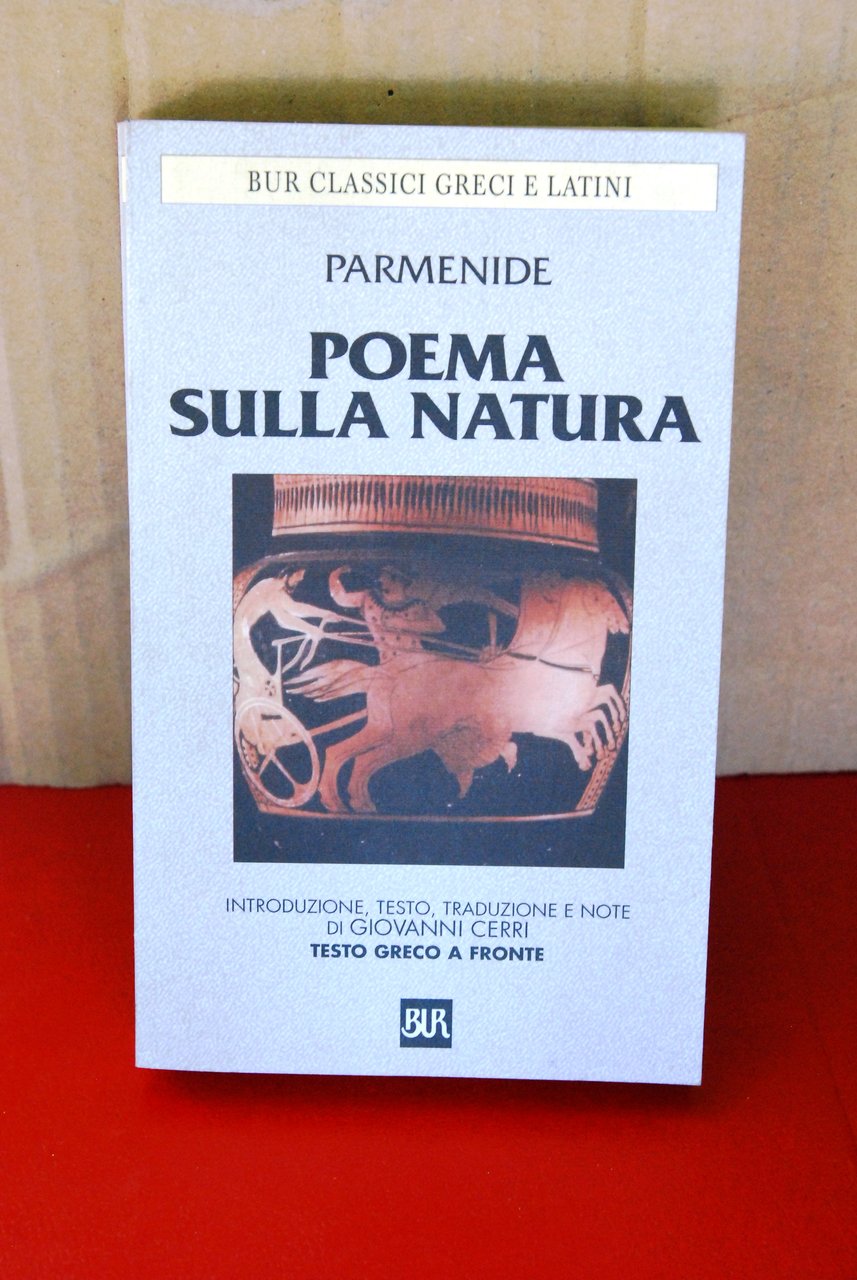 BUR CLASSICI GRECI E LATINI
PARMENIDE
POEMA
SULLA NATURA
INTRODUZIONE, TESTO, TRADUZIONE E NOTE
DI GIOVANNI CERRI
TESTO GRECO A FRONTE
BUR